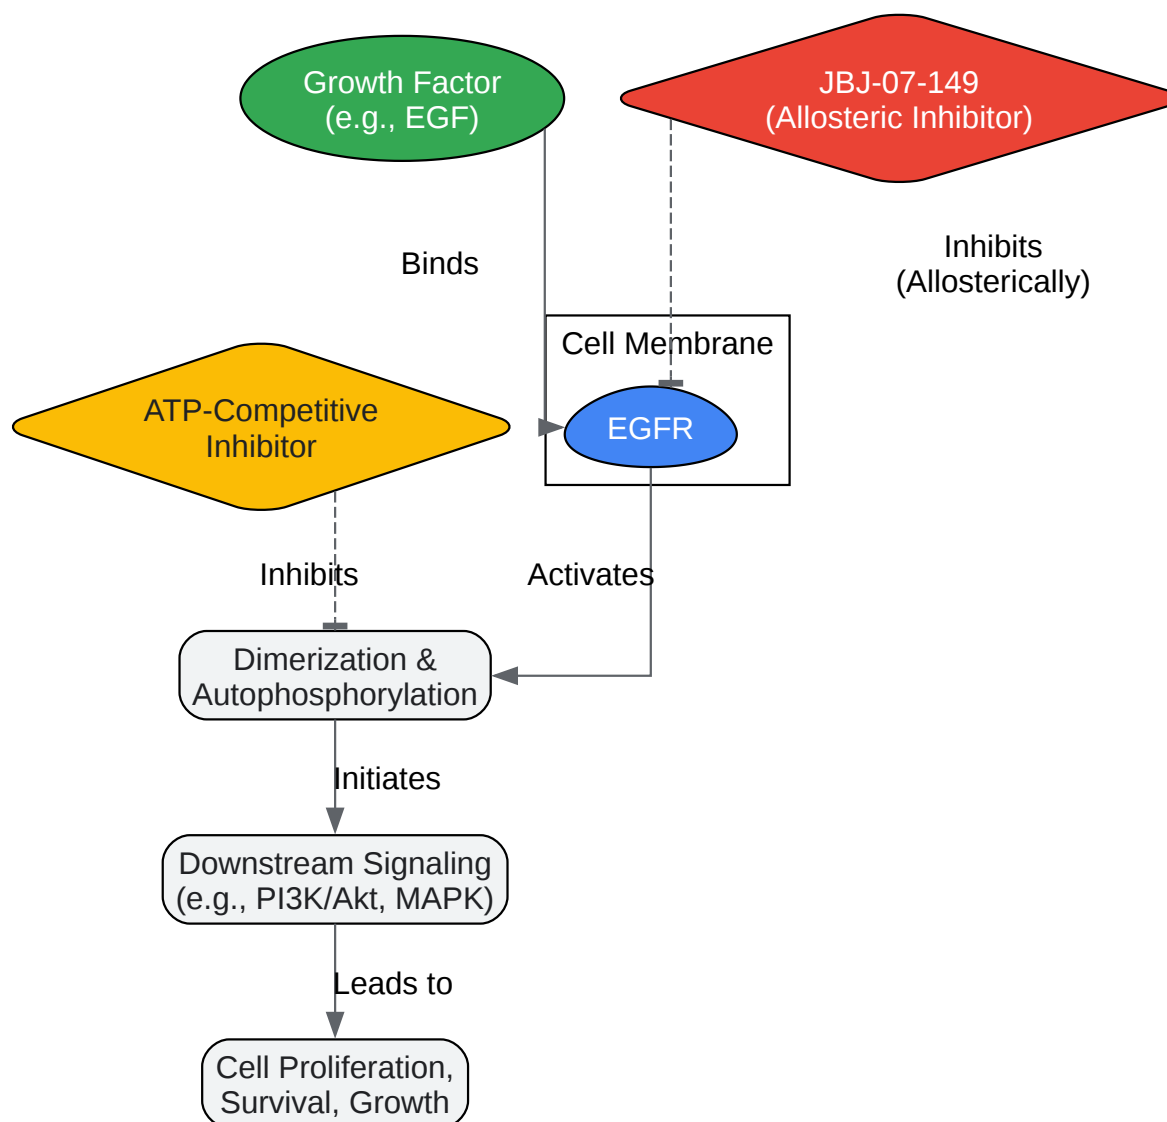 Growth Factor
(e.g., EGF)
JBJ-07-149
(Allosteric Inhibitor)
Binds
Inhibits
(Allosterically)
Cell Membrane
EGFR
ATP-Competitive
Inhibitor
Inhibits
Activates
Dimerization &
Autophosphorylation
Initiates
Downstream Signaling
(e.g., PI3K/Akt, MAPK)
Leads to
Cell Proliferation,
Survival, Growth